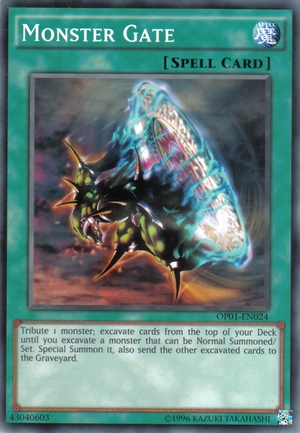 MONSTER GATE
[SPELL CARD]
OP01-EN024
Tribute 1 monster; excavate cards from the top of your Deck
until you excavate a monster that can be Normal Summoned/
Set. Special Summon it, also send the other excavated cards to
the Graveyard.
43040603
©1996 KAZUKI TAKAHASHI